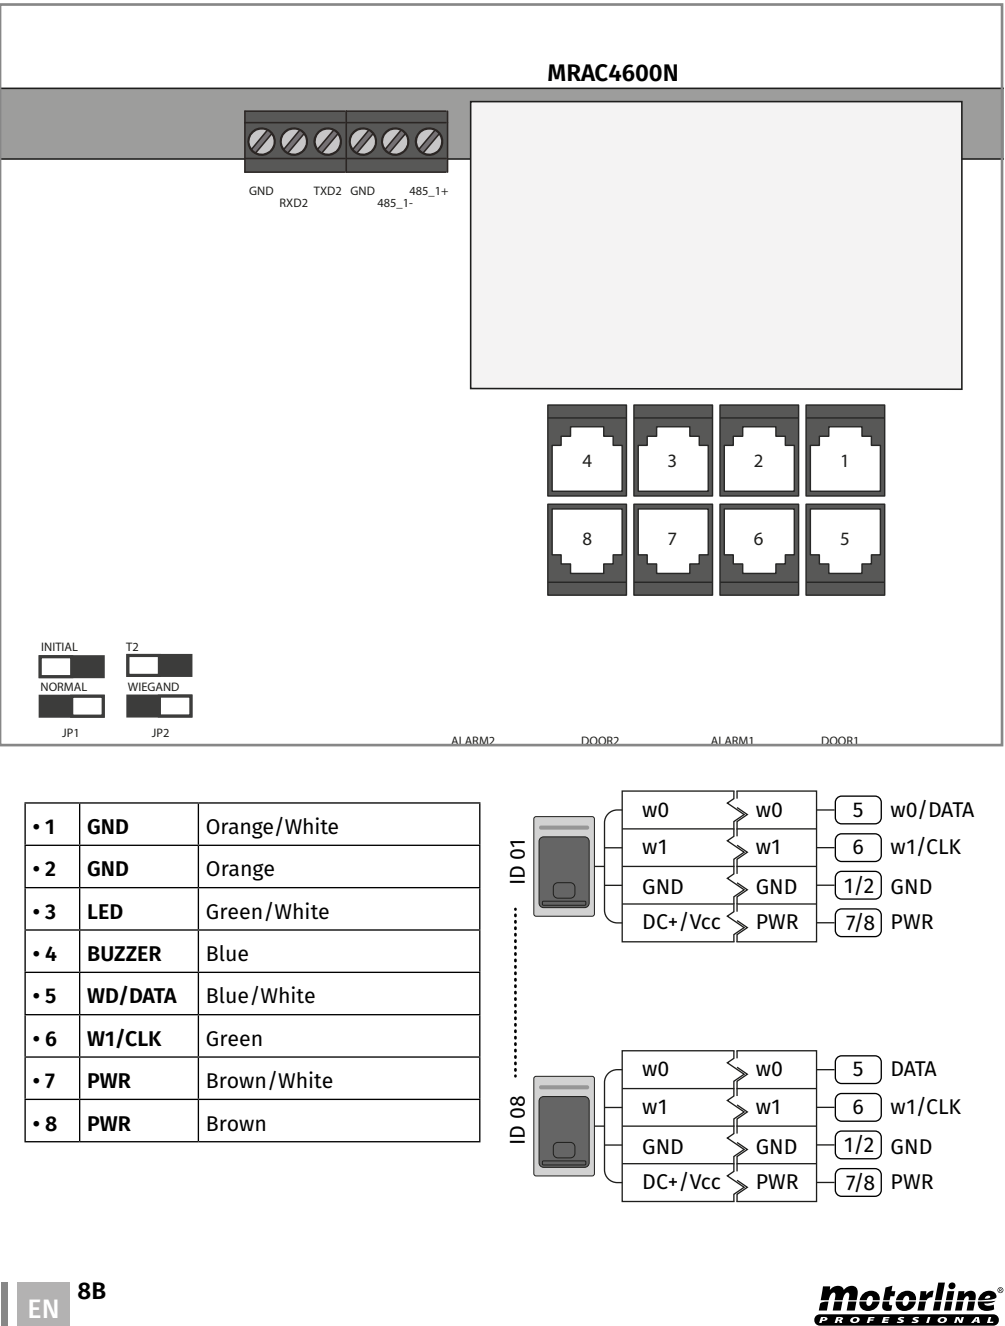 MRAC4600N
GND RXD2 TXD2 GND 485_1- 485_1+
4 3 2 1
8 7 6 5
INITIAL T2
NORMAL WIEGAND
JP1 JP2
ALARM2 DOOR2 ALARM1 DOOR1
• 1 GND Orange/White
• 2 GND Orange
• 3 LED Green/White
• 4 BUZZER Blue
• 5 WD/DATA Blue/White
• 6 W1/CLK Green
• 7 PWR Brown/White
• 8 PWR Brown
ID 01
w0 w0 5 w0/DATA
w1 w1 6 w1/CLK
GND GND 1/2 GND
DC+/Vcc PWR 7/8 PWR
ID 08
w0 w0 5 DATA
w1 w1 6 w1/CLK
GND GND 1/2 GND
DC+/Vcc PWR 7/8 PWR
EN 8B
motorline®
PROFESSIONAL